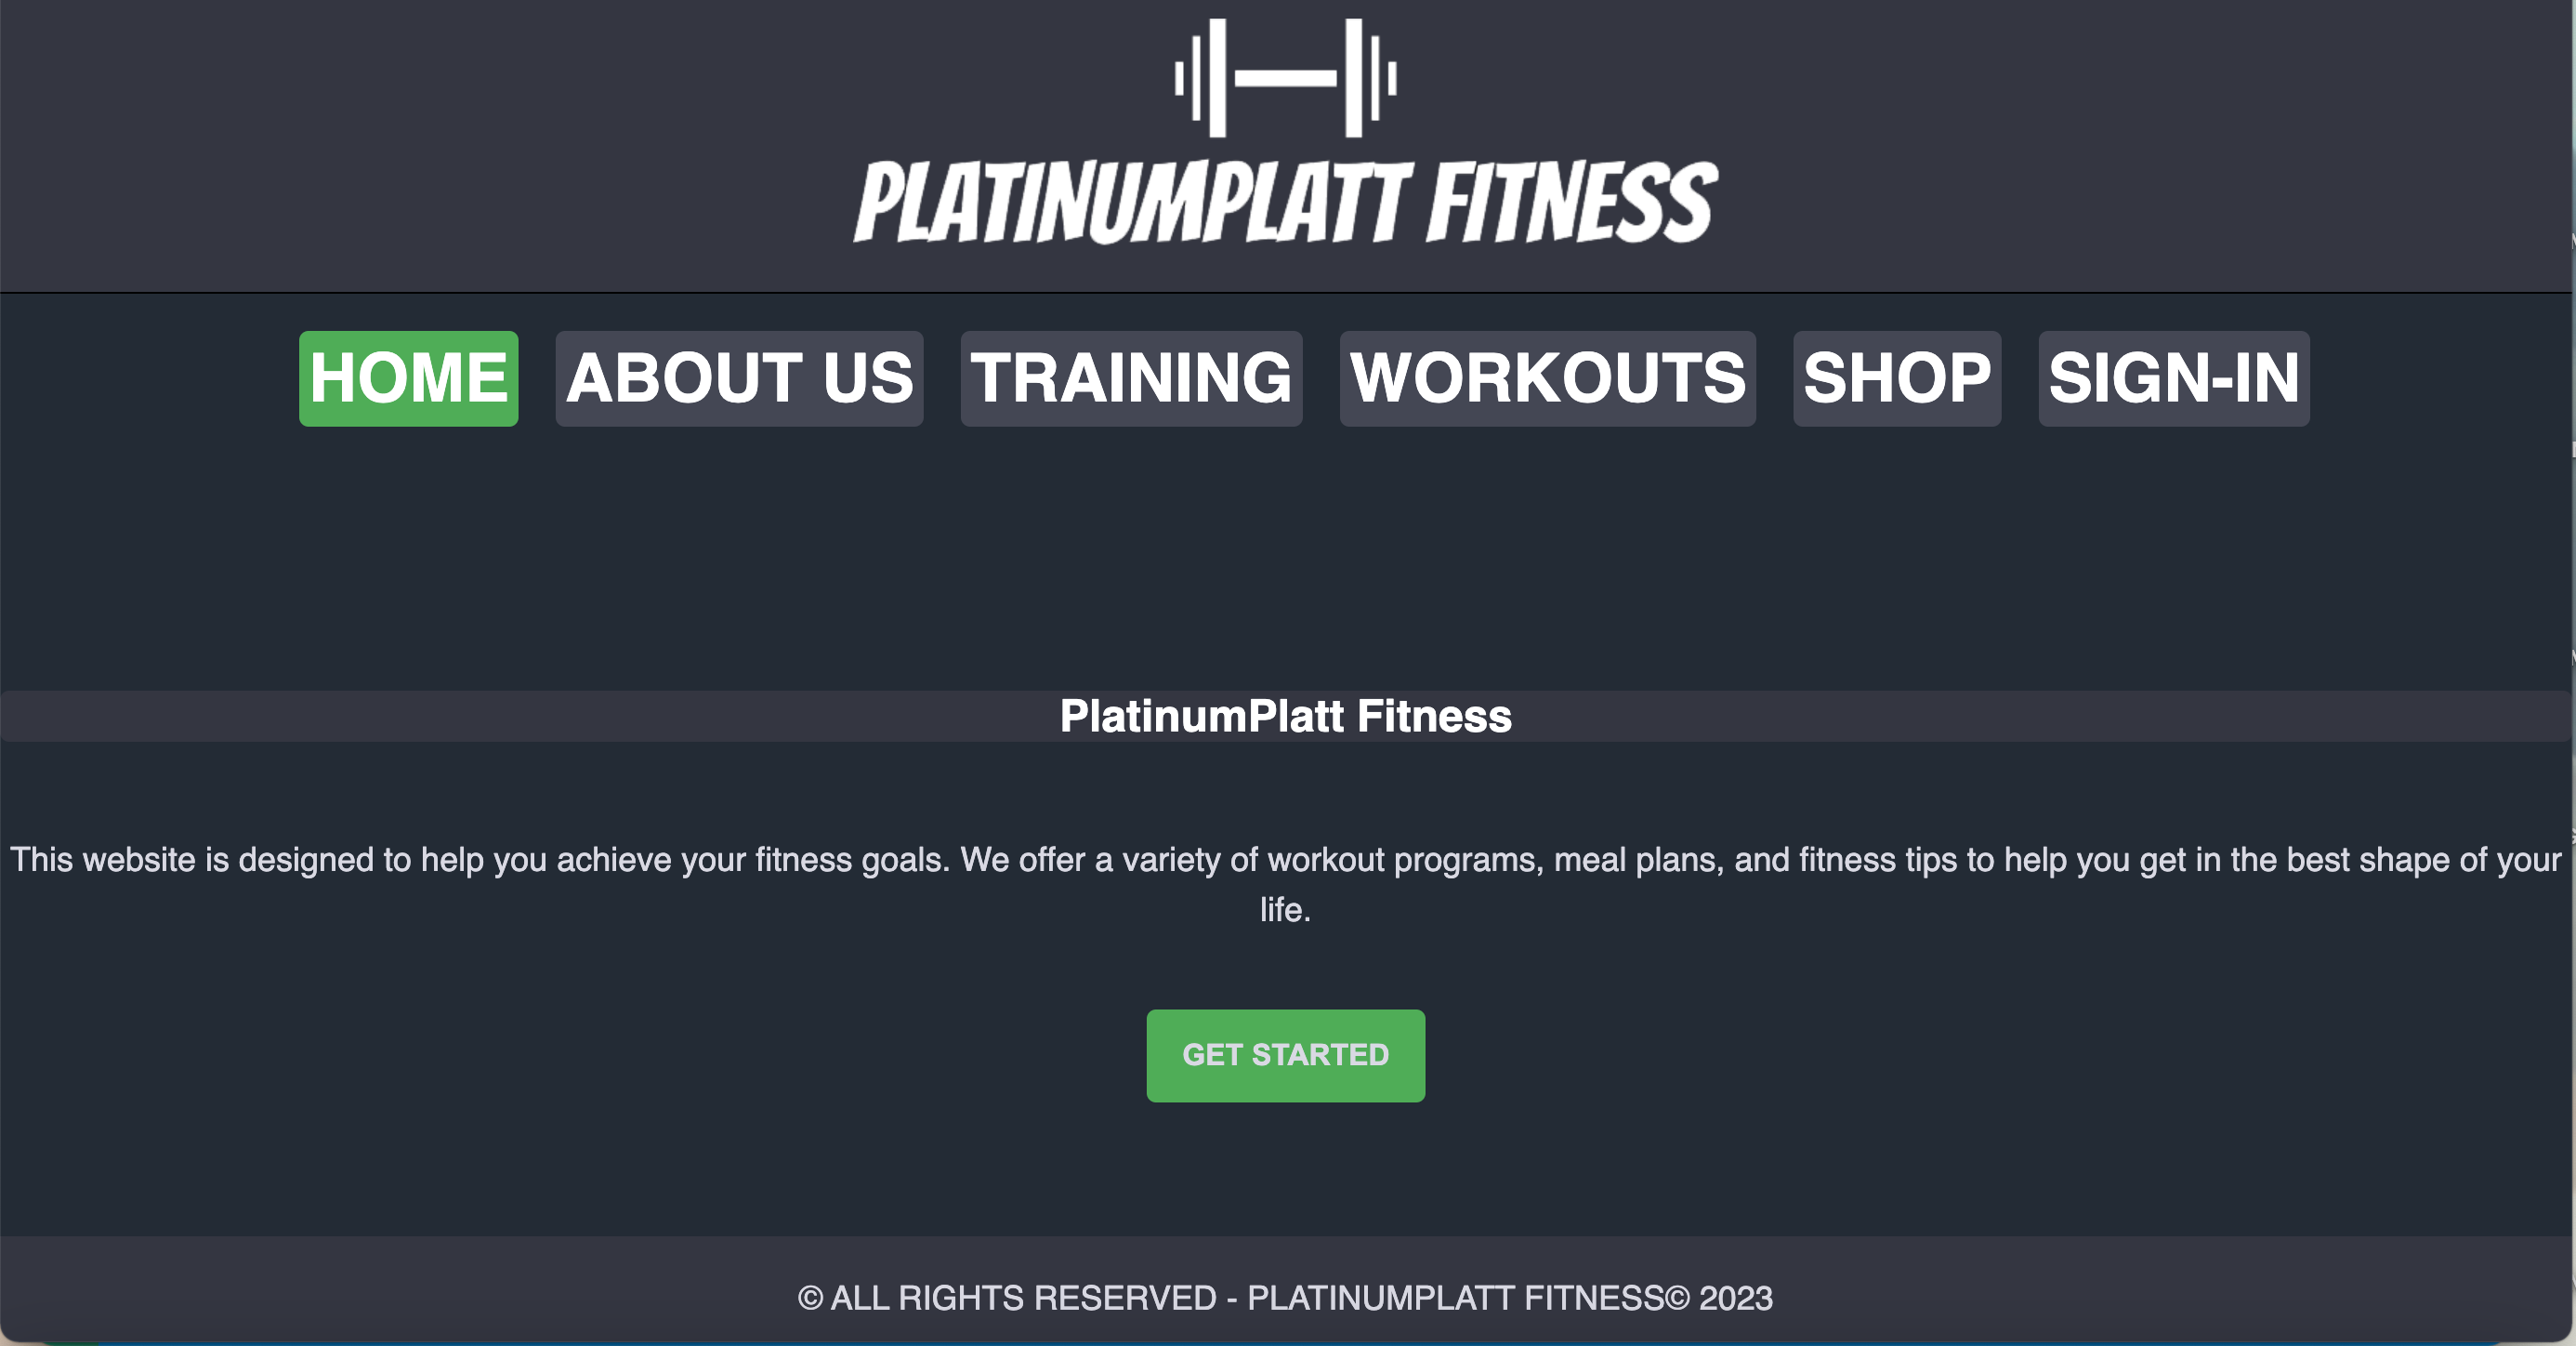 PLATINUMPLATT FITNESS
HOME ABOUT US TRAINING WORKOUTS SHOP SIGN-IN
PlatinumPlatt Fitness
This website is designed to help you achieve your fitness goals. We offer a variety of workout programs, meal plans, and fitness tips to help you get in the best shape of your
life.
GET STARTED
© ALL RIGHTS RESERVED - PLATINUMPLATT FITNESS© 2023